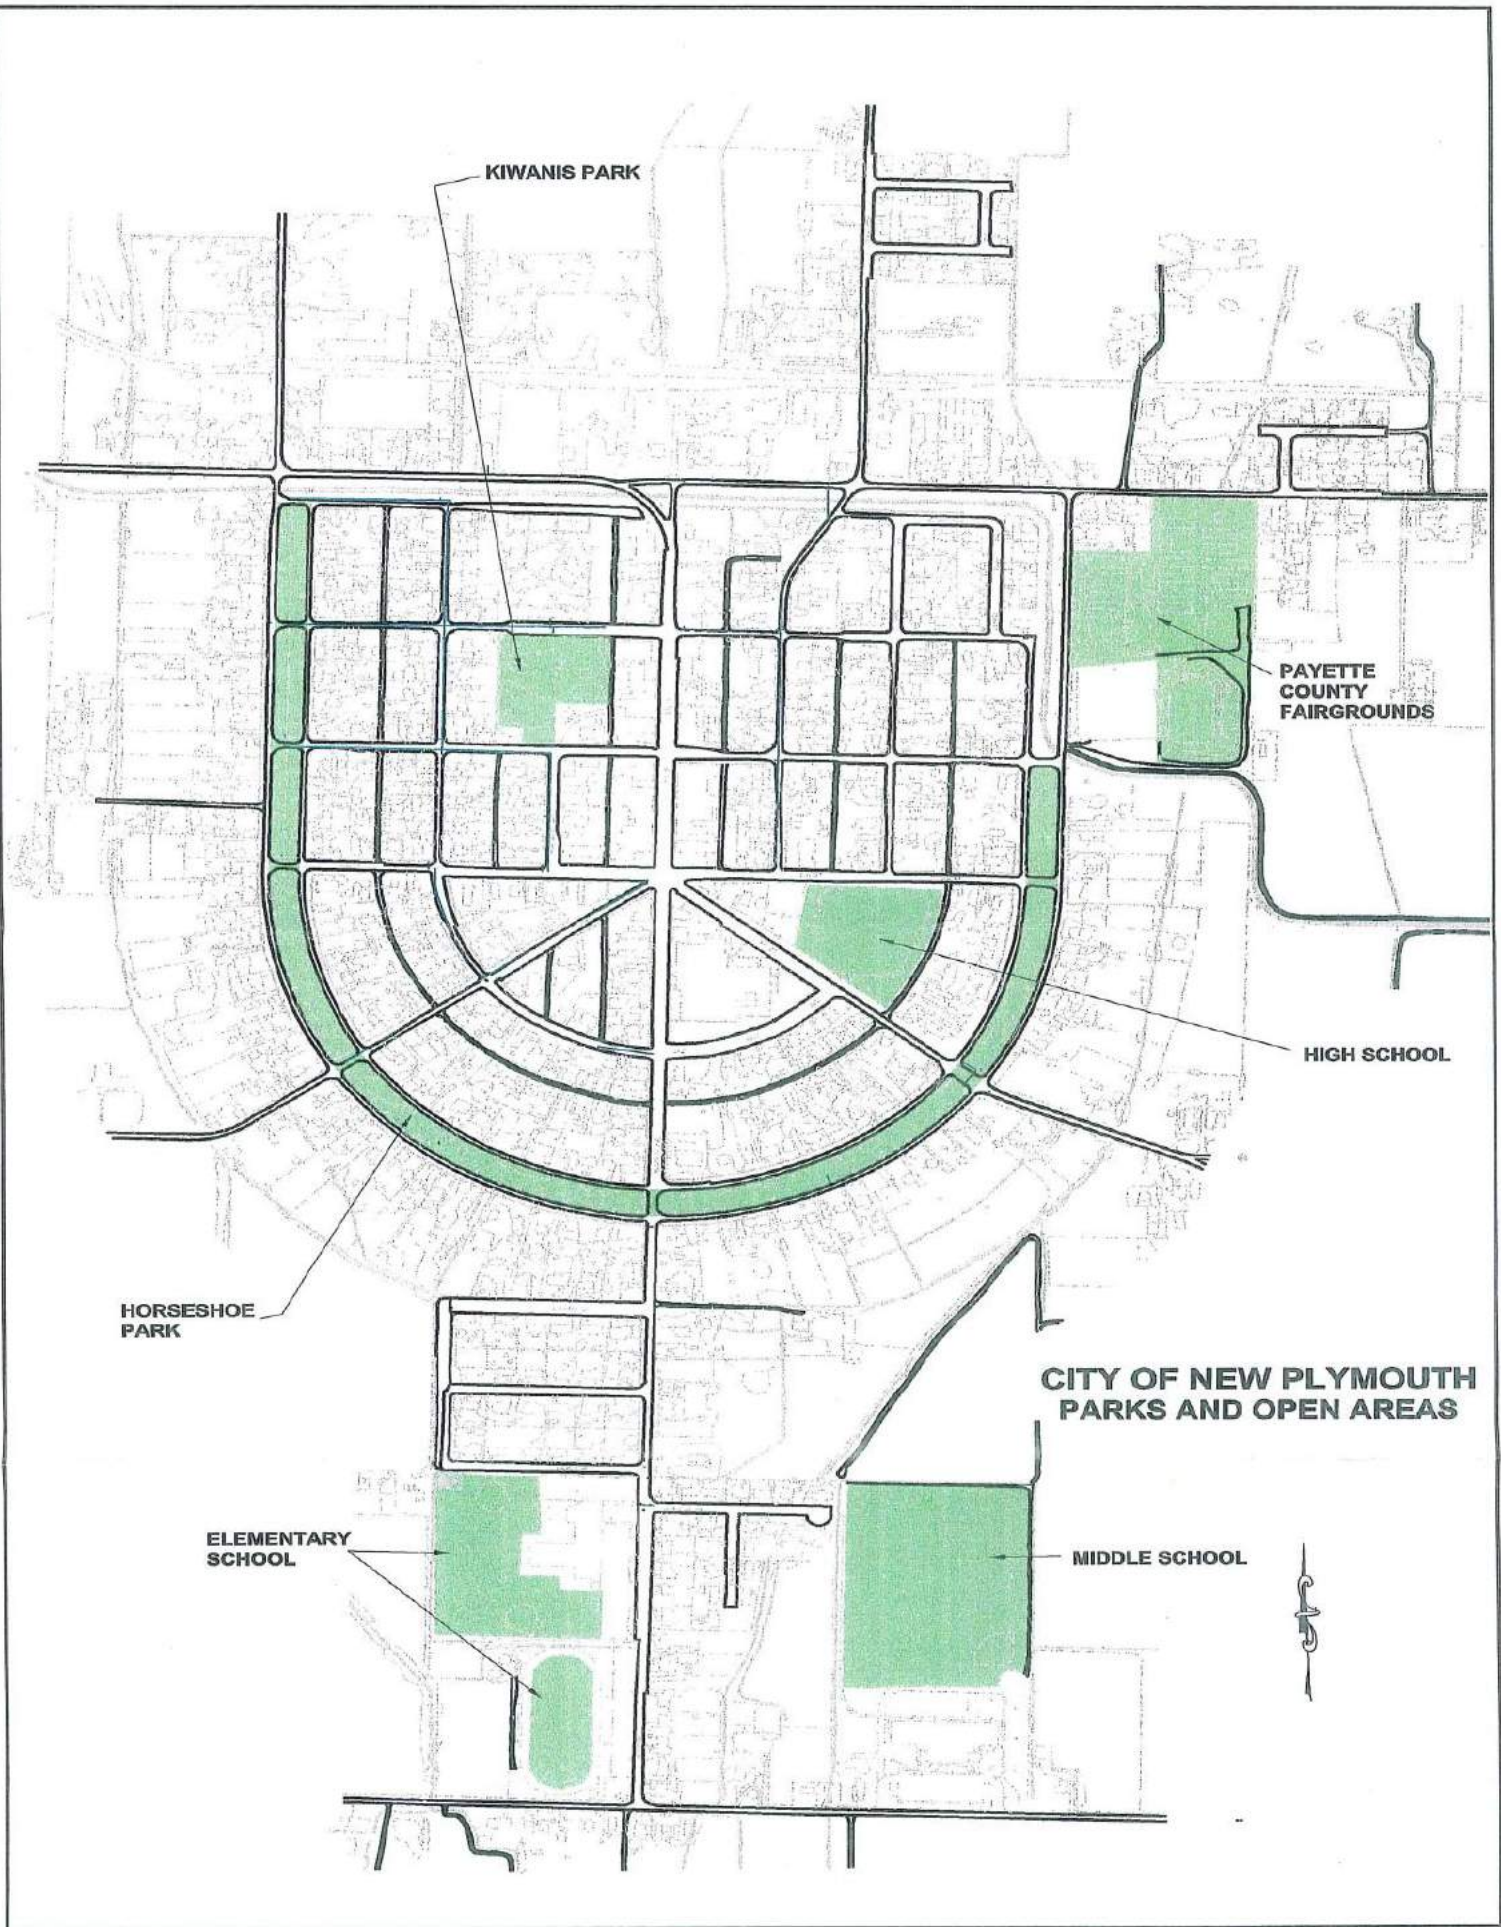 KIWANIS PARK
PAYETTE
COUNTY
FAIRGROUNDS
HIGH SCHOOL
HORSESHOE
PARK
CITY OF NEW PLYMOUTH
PARKS AND OPEN AREAS
ELEMENTARY
SCHOOL
MIDDLE SCHOOL